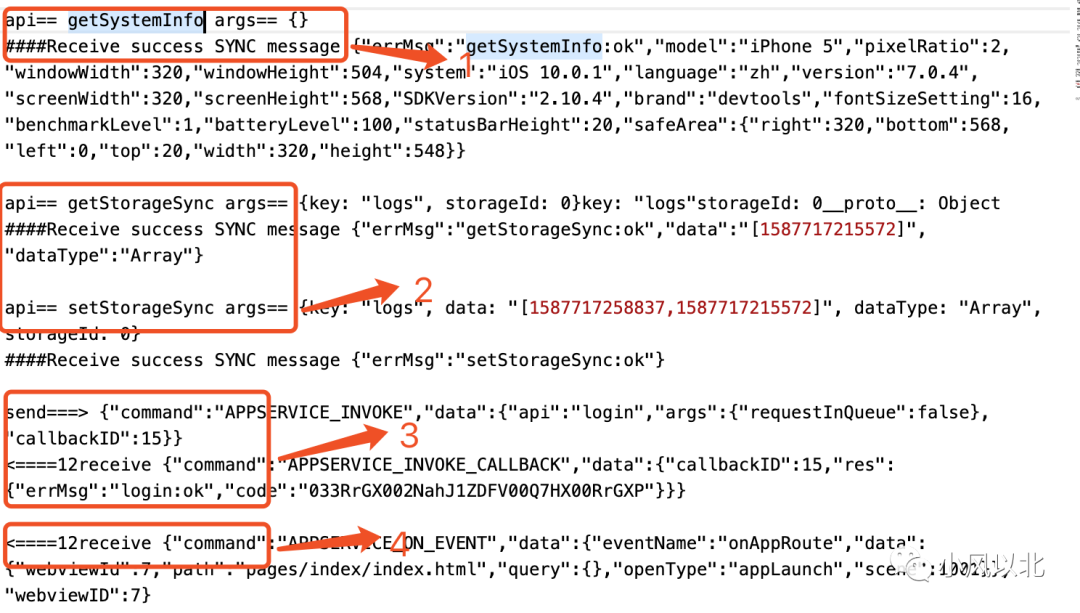 api== getSystemInfo args== {}
####Receive success SYNC message {"errMsg":"getSystemInfo:ok","model":"iPhone 5","pixelRatio":2,
1
"windowWidth":320,"windowHeight":504,"system":"iOS 10.0.1","language":"zh","version":"7.0.4",
"screenWidth":320,"screenHeight":568,"SDKVersion":"2.10.4","brand":"devtools","fontSizeSetting":16,
"benchmarkLevel":1,"batteryLevel":100,"statusBarHeight":20,"safeArea":{"right":320,"bottom":568,
"left":0,"top":20,"width":320,"height":548}}
api== getStorageSync args== {key: "logs", storageId: 0}key: "logs"storageId: 0__proto__: Object
####Receive success SYNC message {"errMsg":"getStorageSync:ok","data":"[1587717215572]",
"dataType":"Array"}
2
api== setStorageSync args== {key: "logs", data: "[1587717258837,1587717215572]", dataType: "Array",
storageId: 0}
####Receive success SYNC message {"errMsg":"setStorageSync:ok"}
send===> {"command":"APPSERVICE_INVOKE","data":{"api":"login","args":{"requestInQueue":false},
"callbackID":15}}
3
<====12receive {"command":"APPSERVICE_INVOKE_CALLBACK","data":{"callbackID":15,"res":
{"errMsg":"login:ok","code":"033RrGX002NahJ1ZDFV00Q7HX00RrGXP"}}}
<====12receive {"command":"APPSERVICE_ON_EVENT","data":{"eventName":"onAppRoute","data":
4
{"webviewId":7,"path":"pages/index/index.html","query":{},"openType":"appLaunch","scene":1001}},
小风以北
"webviewID":7}